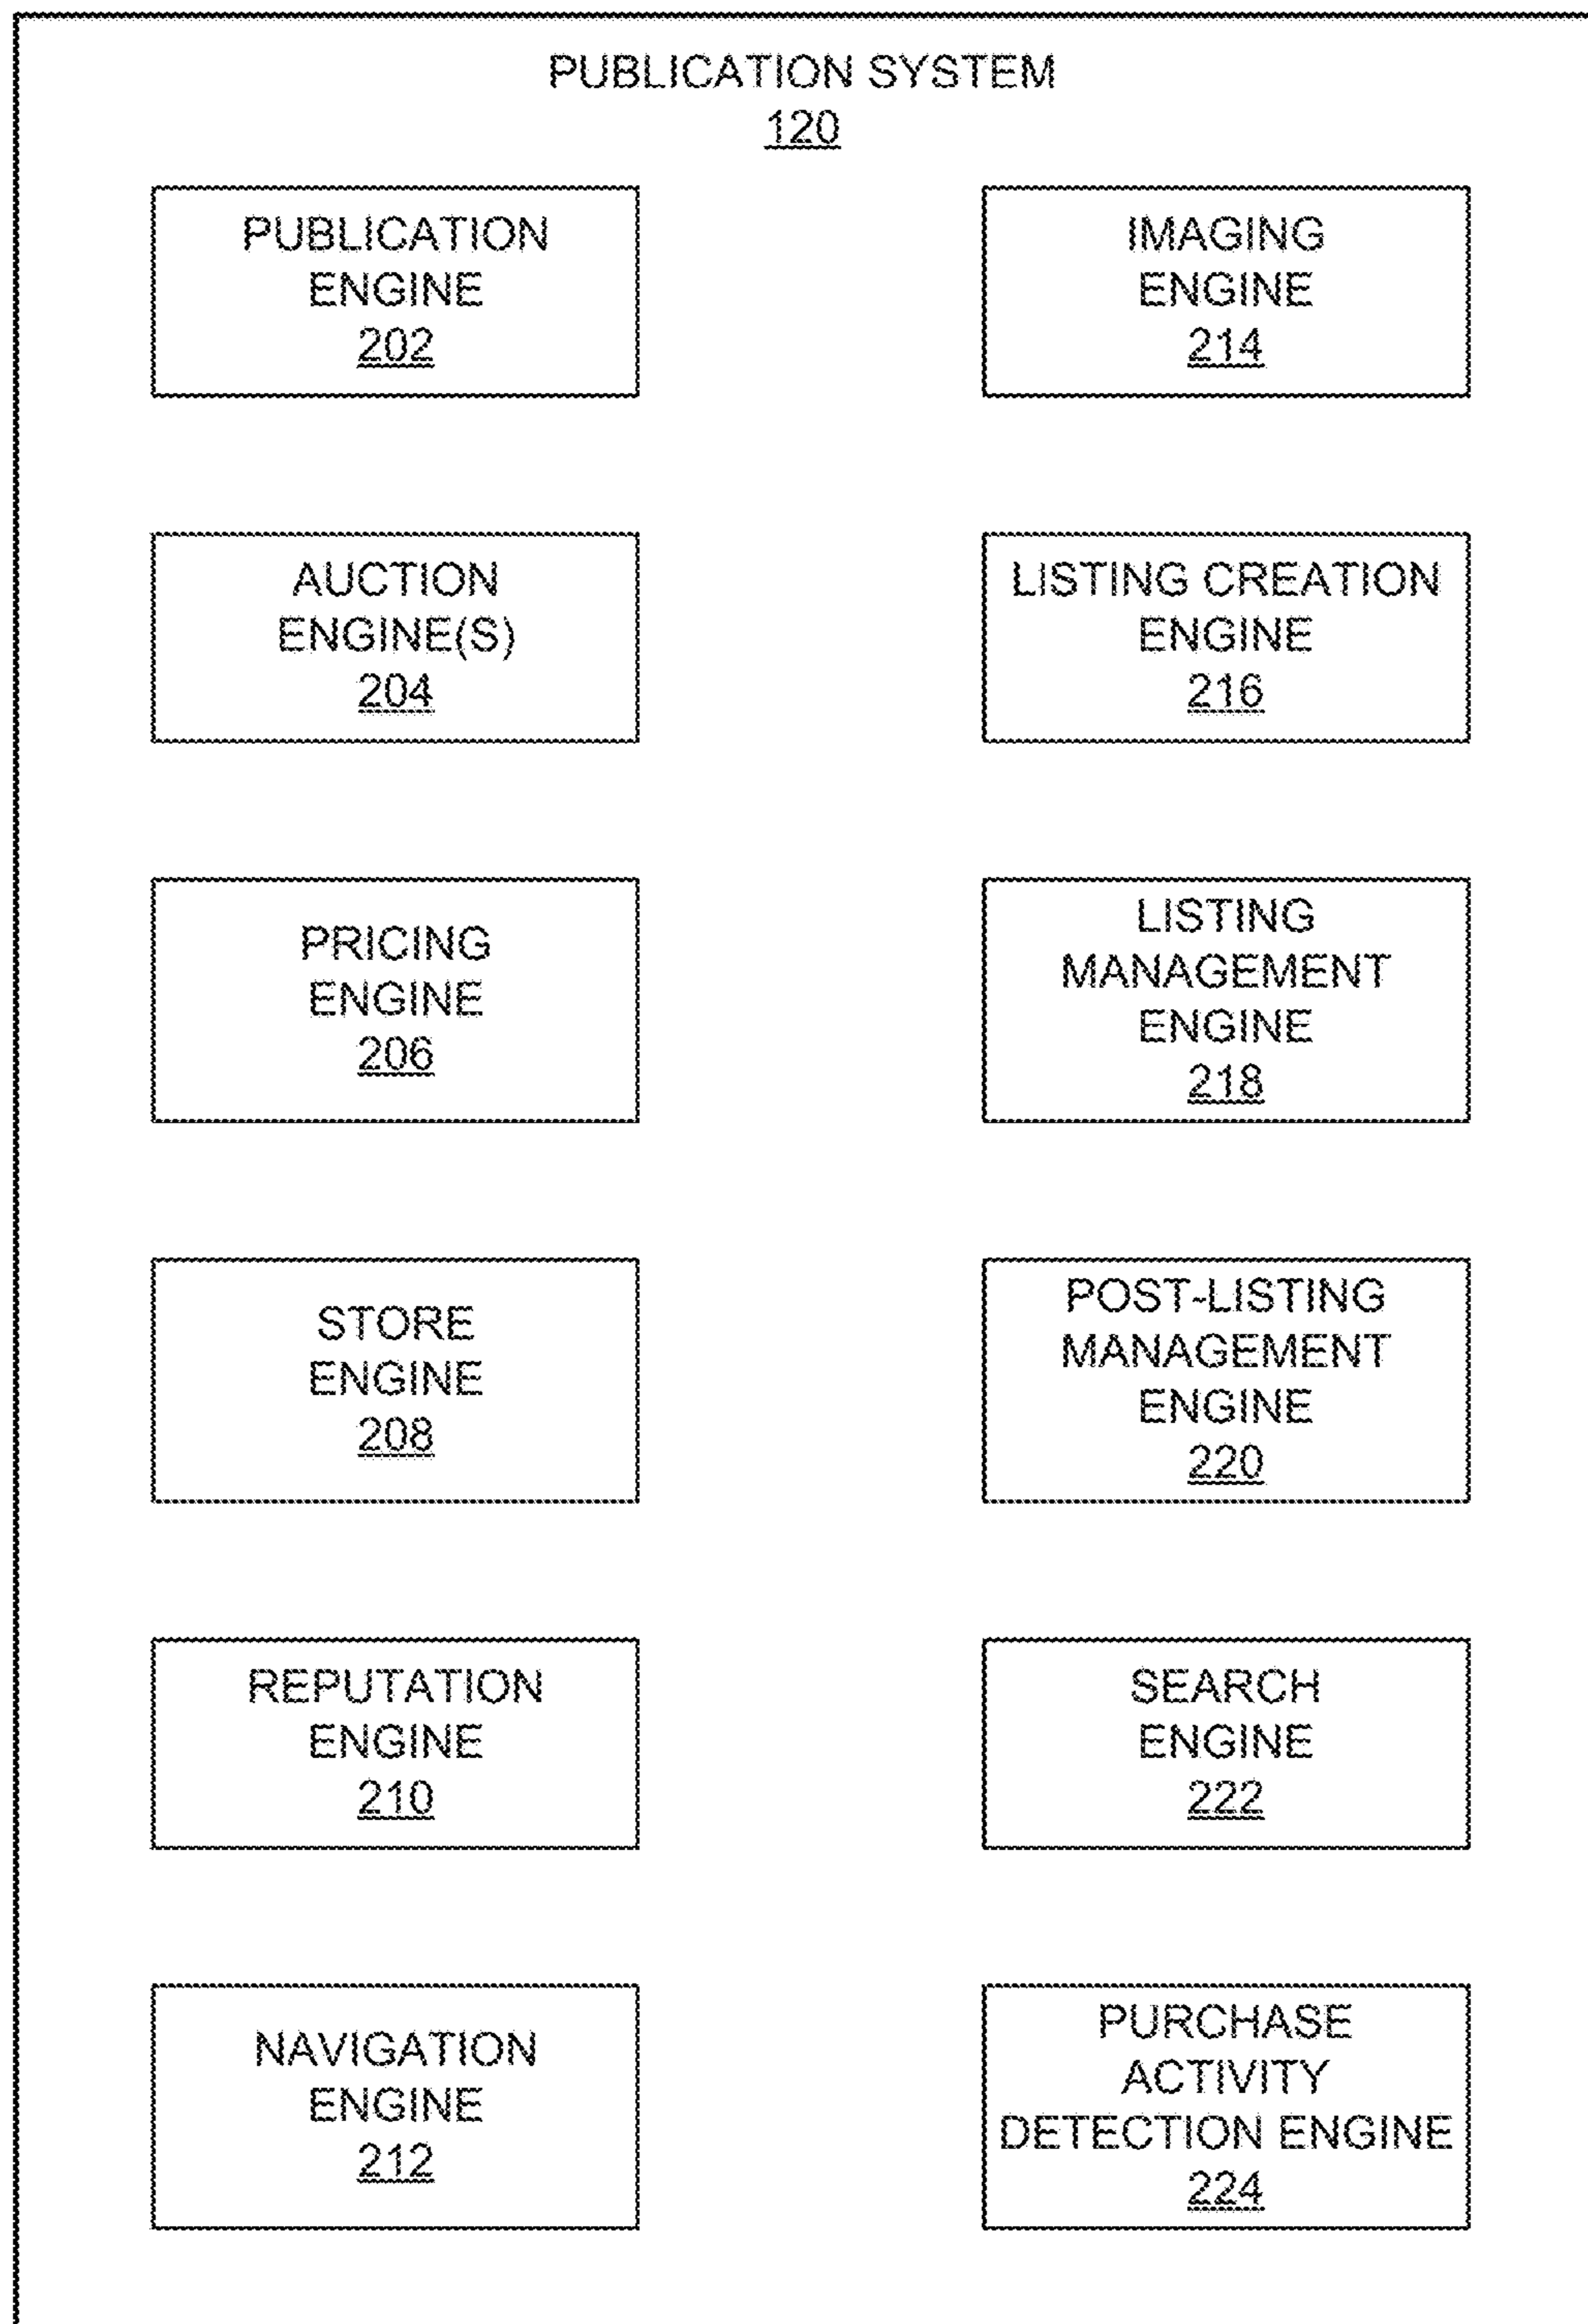 PUBLICATION SYSTEM
120
PUBLICATION
ENGINE
202
IMAGING
ENGINE
214
AUCTION
ENGINE(S)
204
LISTING CREATION
ENGINE
216
PRICING
ENGINE
206
LISTING
MANAGEMENT
ENGINE
218
STORE
ENGINE
208
POST-LISTING
MANAGEMENT
ENGINE
220
REPUTATION
ENGINE
210
SEARCH
ENGINE
222
NAVIGATION
ENGINE
212
PURCHASE
ACTIVITY
DETECTION ENGINE
224